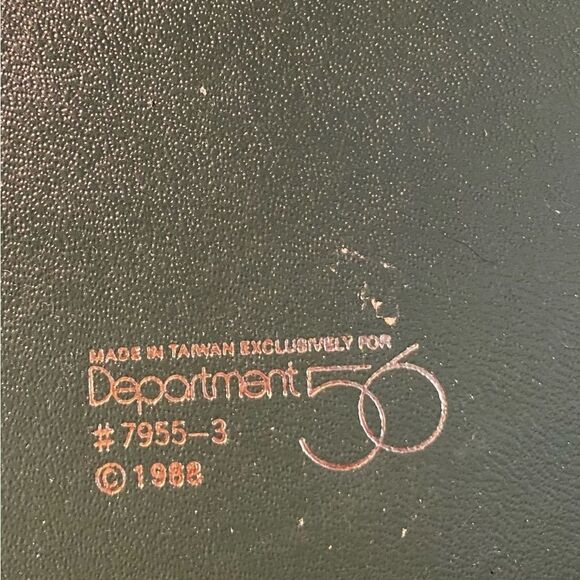 MADE IN TAIWAN EXCLUSIVELY FOR
Department 56
# 7955-3
© 1988